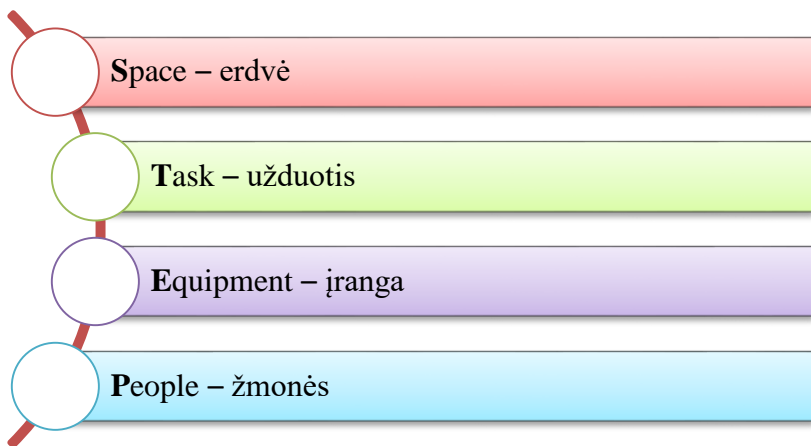 Space – erdvė
Task – užduotis
Equipment – įranga
People – žmonės